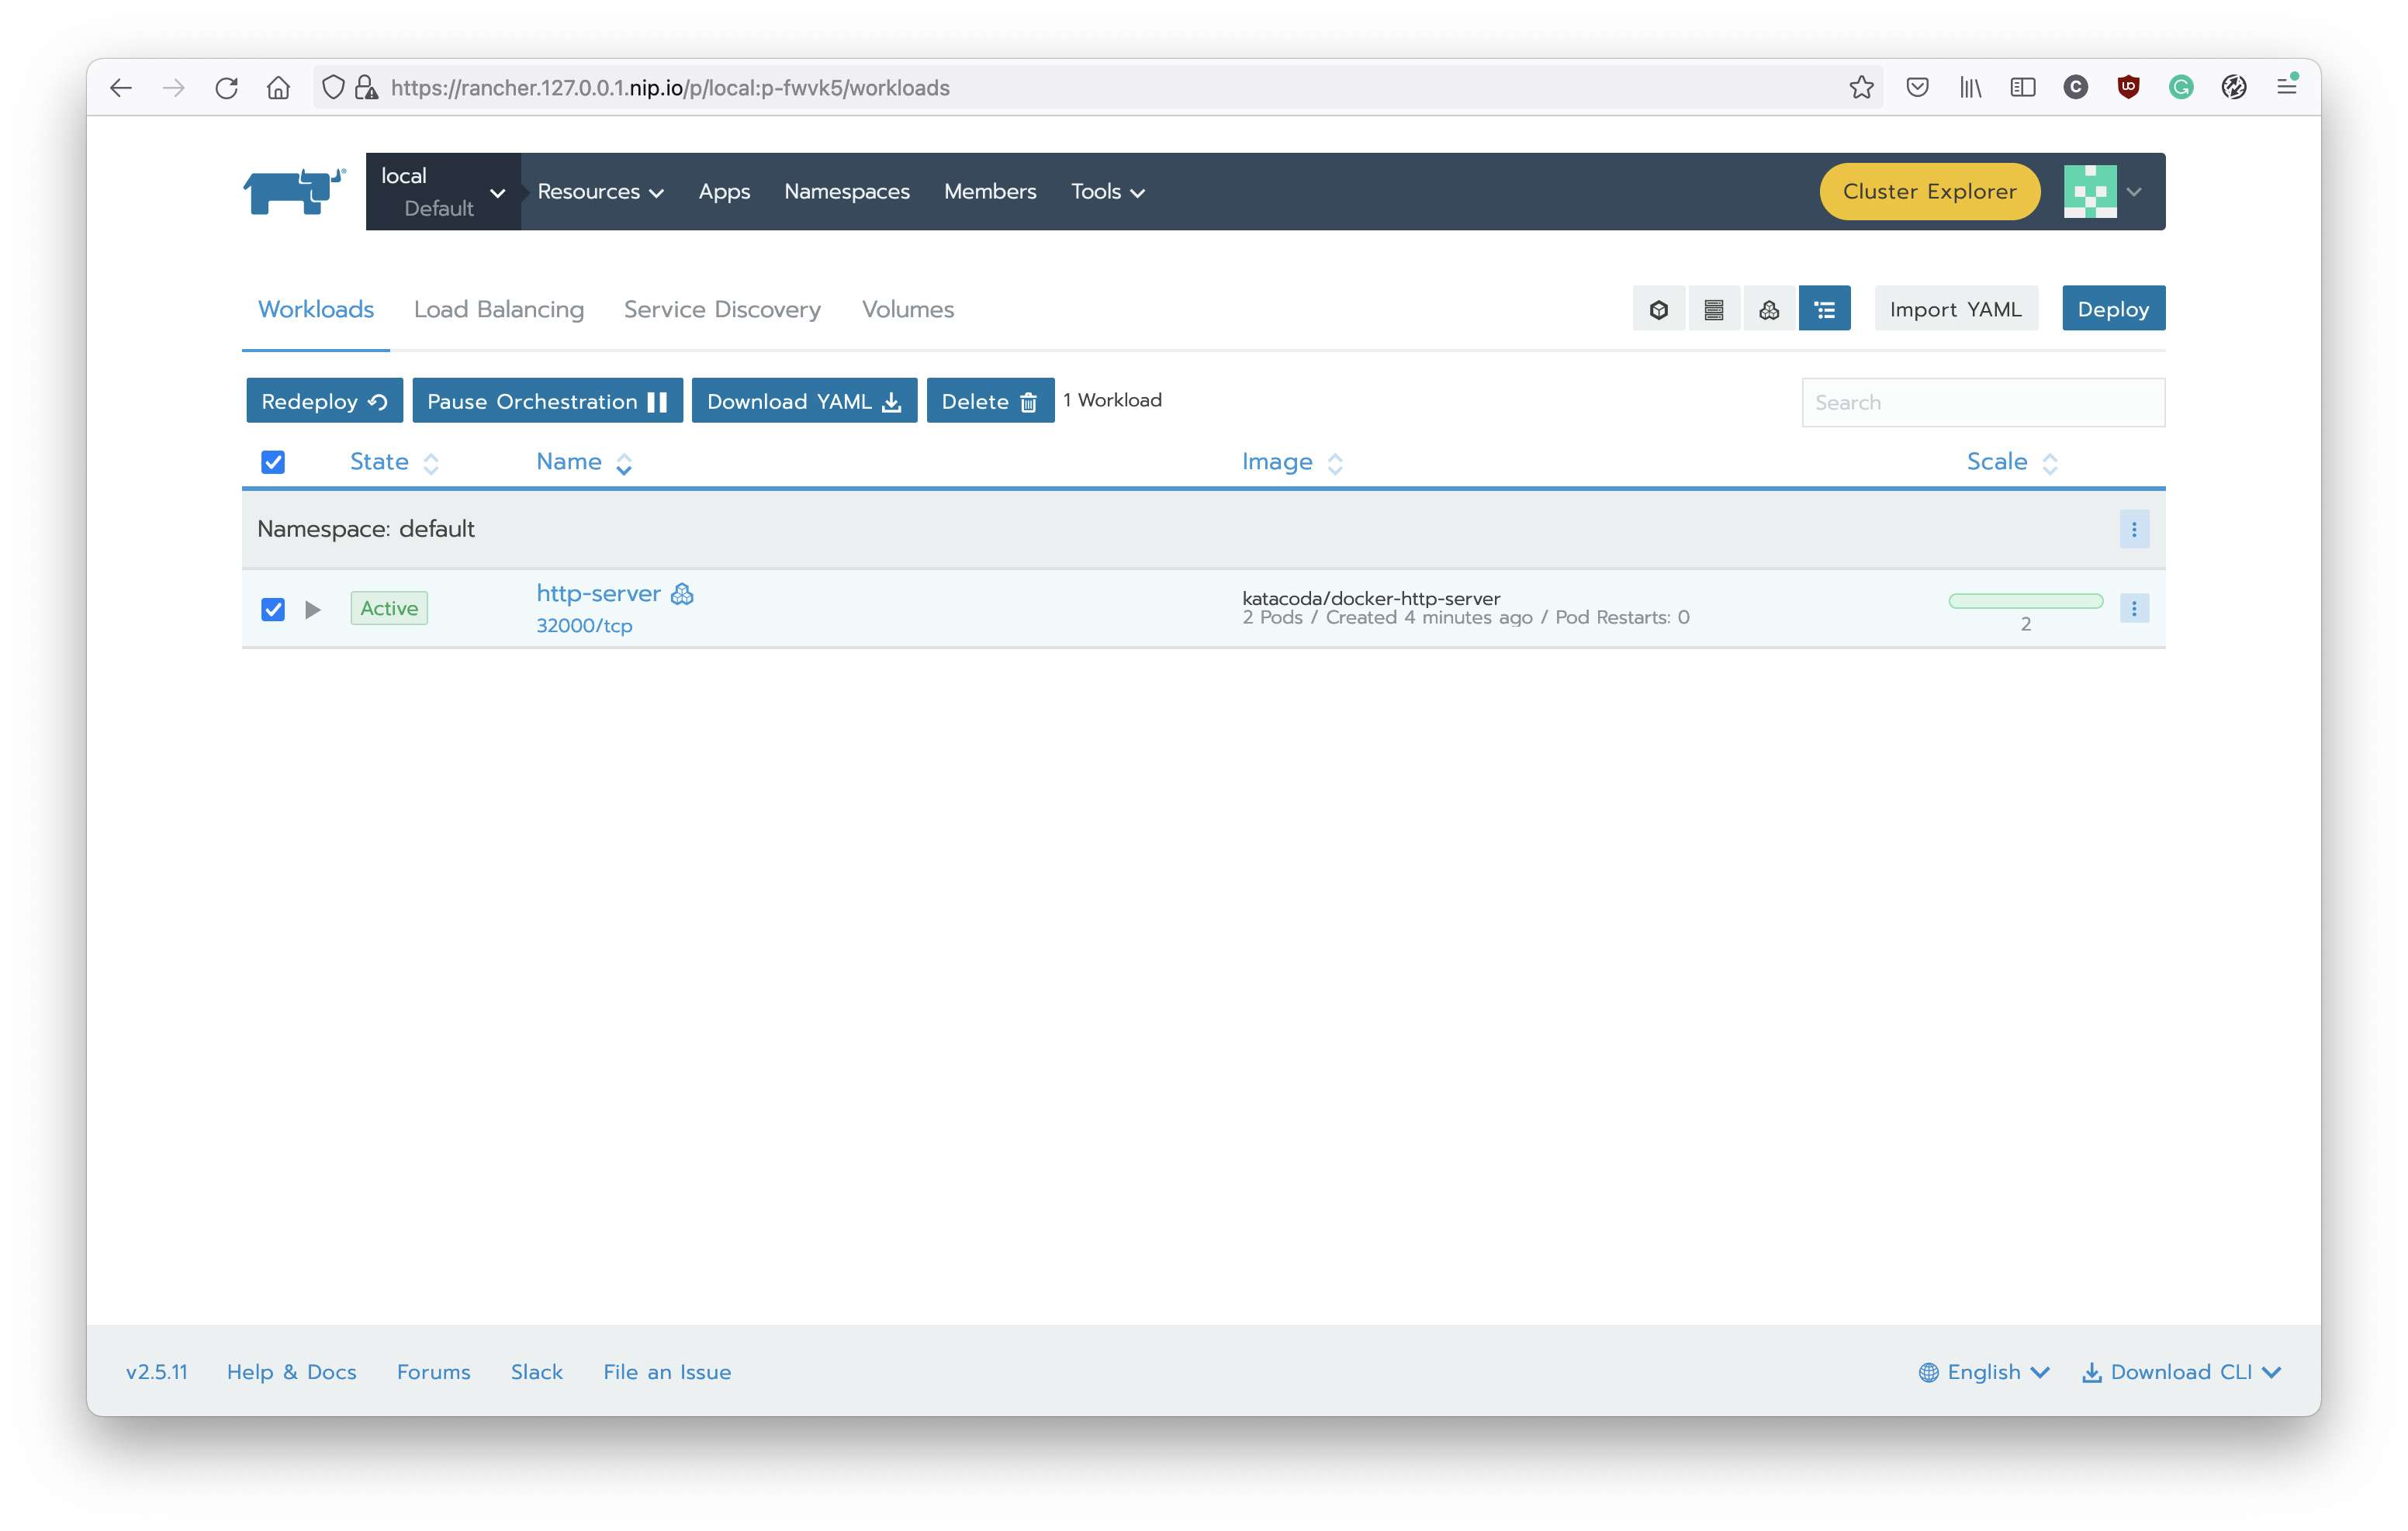 https://rancher.127.0.0.1.nip.io/p/local:p-fwvk5/workloads
local
Default
Resources Apps Namespaces Members Tools Cluster Explorer
Workloads Load Balancing Service Discovery Volumes Import YAML Deploy
Redeploy Pause Orchestration Download YAML Delete 1 Workload Search
State Name Image Scale
Namespace: default
Active http-server katacoda/docker-http-server
32000/tcp 2 Pods / Created 4 minutes ago / Pod Restarts: 0 2
v2.5.11 Help & Docs Forums Slack File an Issue English Download CLI